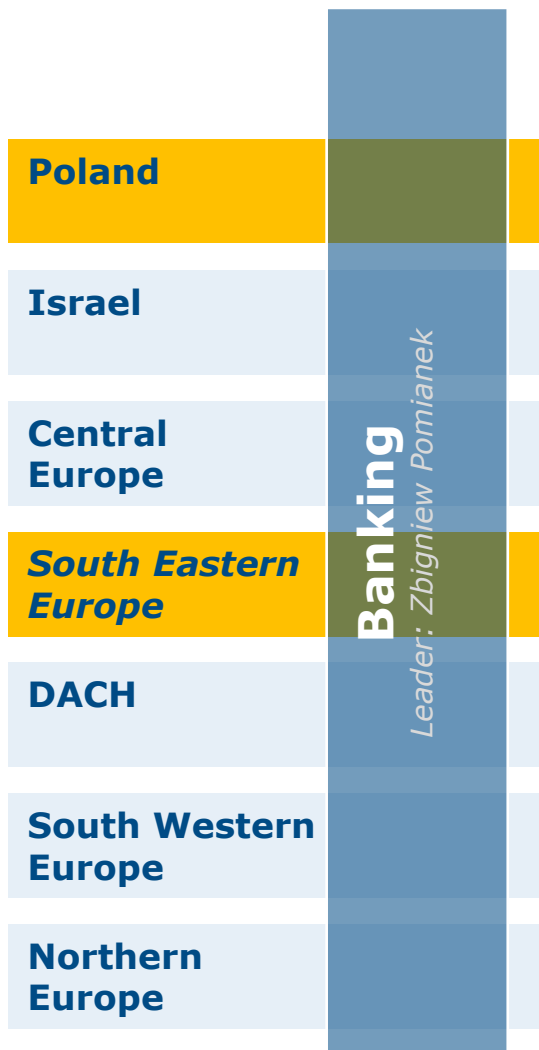 Poland
Israel
Central
Europe
South Eastern
Europe
DACH
South Western
Europe
Northern
Europe
Banking
Leader: Zbigniew Pomianek